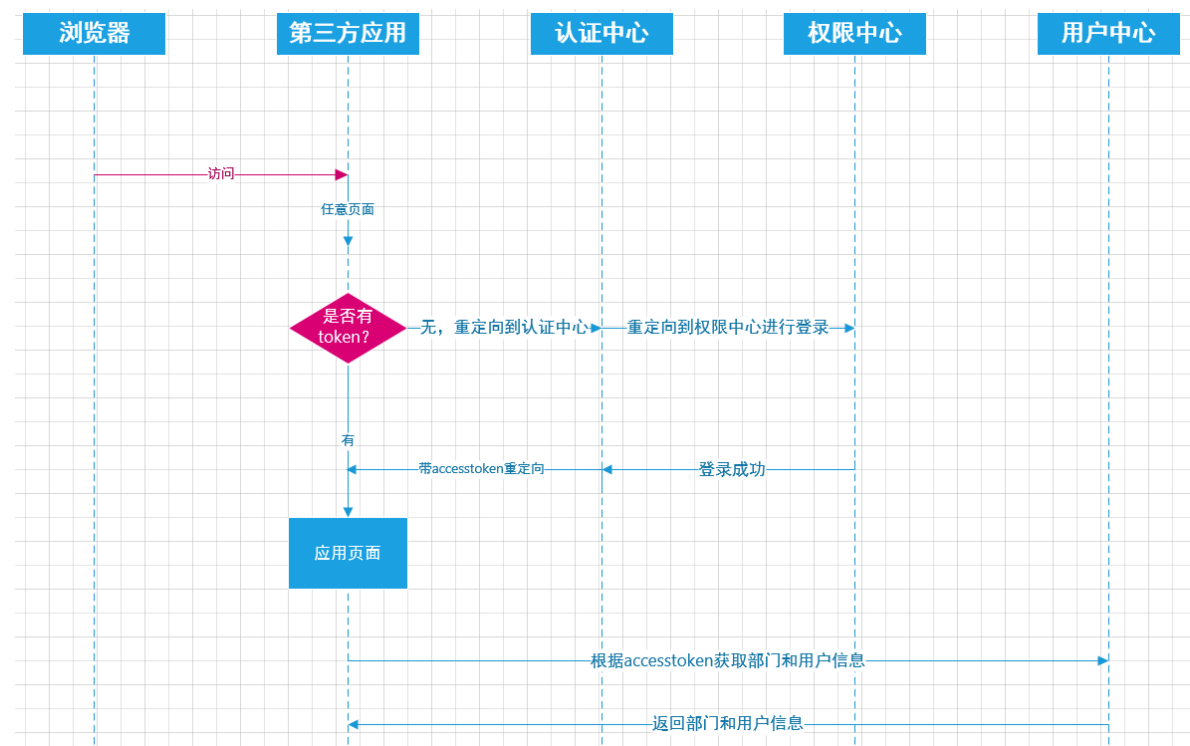 浏览器
第三方应用
认证中心
权限中心
用户中心
访问
任意页面
是否有
token？
无，重定向到认证中心
重定向到权限中心进行登录
有
带accesstoken重定向
登录成功
应用页面
根据accesstoken获取部门和用户信息
返回部门和用户信息